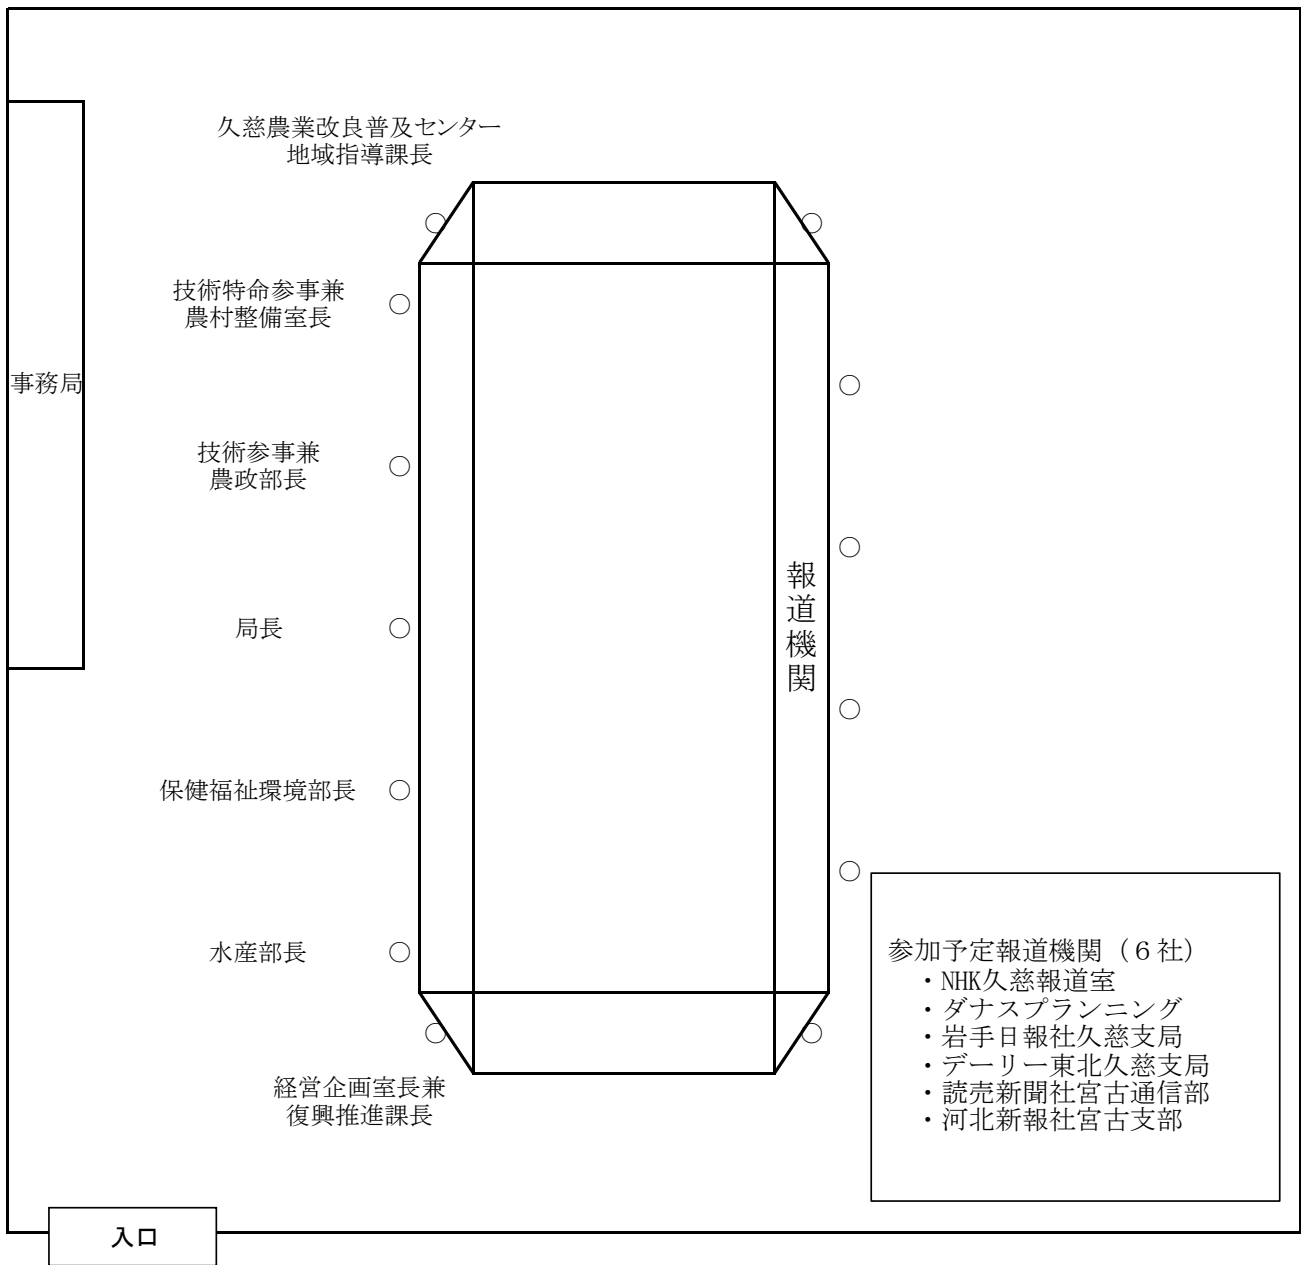 久慈農業改良普及センター
地域指導課長
技術特命参事兼
農村整備室長
事務局
技術参事兼
農政部長
局長
報道機関
保健福祉環境部長
水産部長
経営企画室長兼
復興推進課長
参加予定報道機関（６社）
・NHK久慈報道室
・ダナスプランニング
・岩手日報社久慈支局
・デーリー東北久慈支局
・読売新聞社宮古通信部
・河北新報社宮古支部
入口